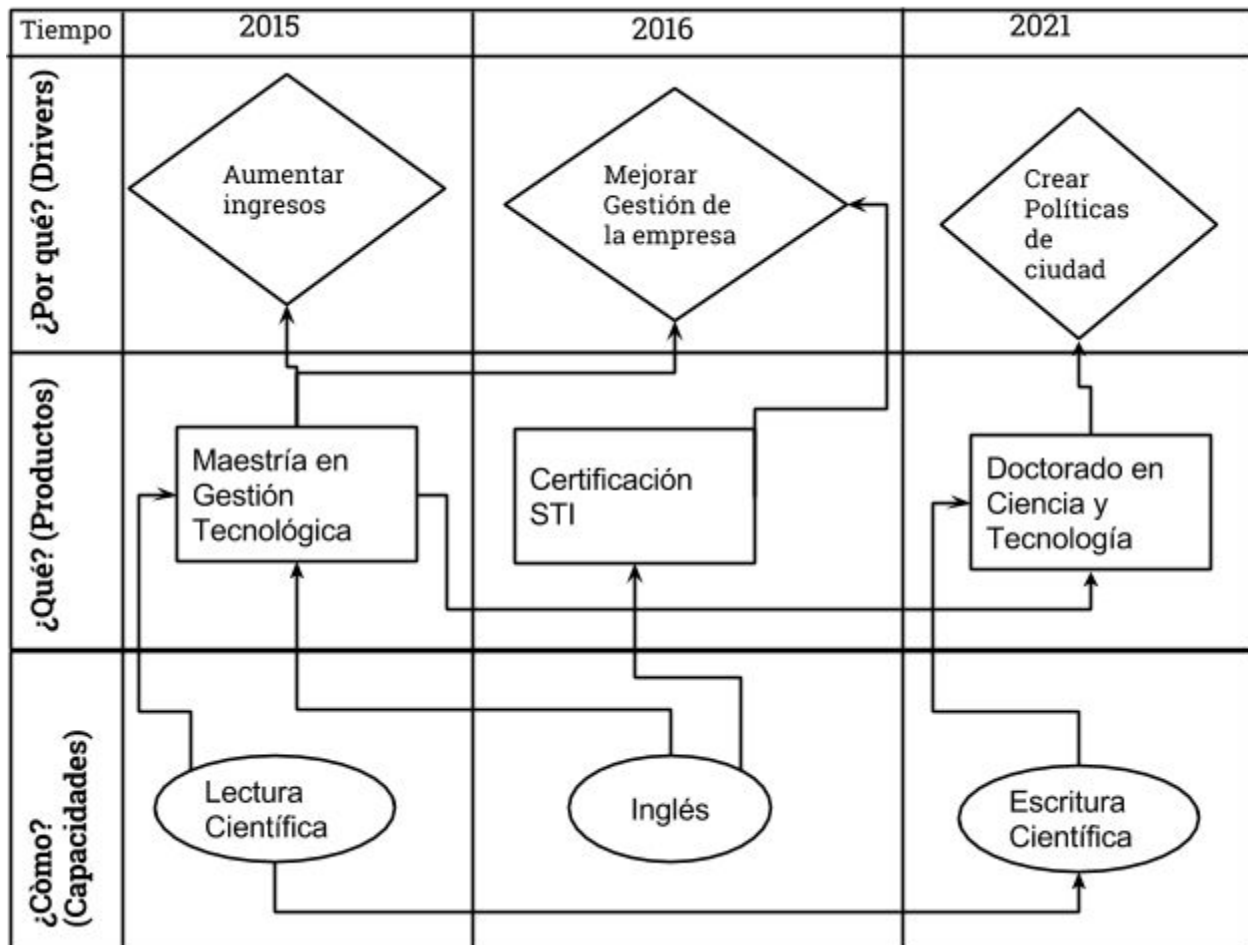 Tiempo
2015
2016
2021
¿Por qué? (Drivers)
Aumentar
ingresos
Mejorar
Gestión de
la empresa
Crear
Políticas
de
ciudad
¿Qué? (Productos)
Maestría en
Gestión
Tecnológica
Certificación
STI
Doctorado en
Ciencia y
Tecnología
¿Còmo?
(Capacidades)
Lectura
Científica
Inglés
Escritura
Científica